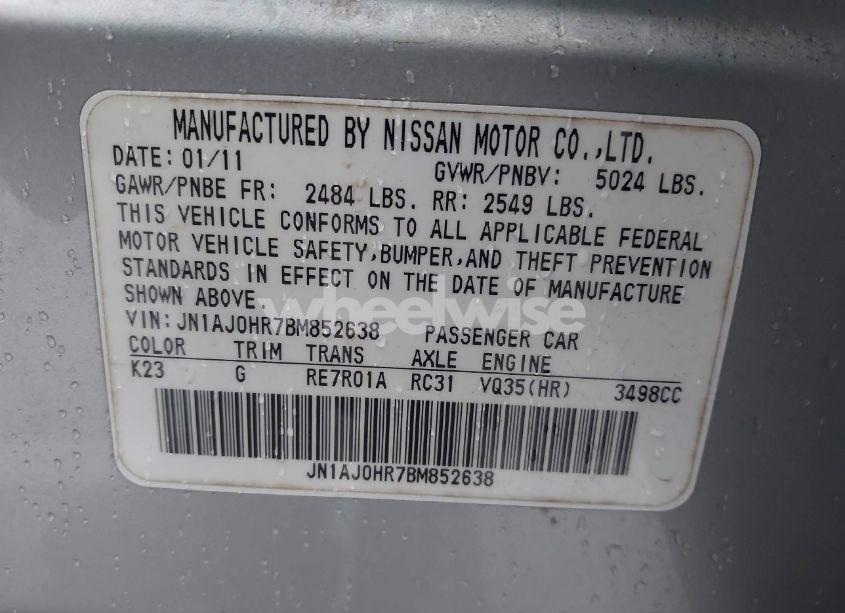 MANUFACTURED BY NISSAN MOTOR CO.,LTD.
DATE: 01/11 GVWR/PNBV: 5024 LBS.
GAWR/PNBE FR: 2484 LBS. RR: 2549 LBS.
THIS VEHICLE CONFORMS TO ALL APPLICABLE FEDERAL
MOTOR VEHICLE SAFETY,BUMPER,AND THEFT PREVENTION
STANDARDS IN EFFECT ON THE DATE OF MANUFACTURE
SHOWN ABOVE.
wheelwise
VIN: JN1AJ0HR7BM852638 PASSENGER CAR
COLOR TRIM TRANS AXLE ENGINE
K23 G RE7R01A RC31 VQ35(HR) 3498CC
JN1AJ0HR7BM852638